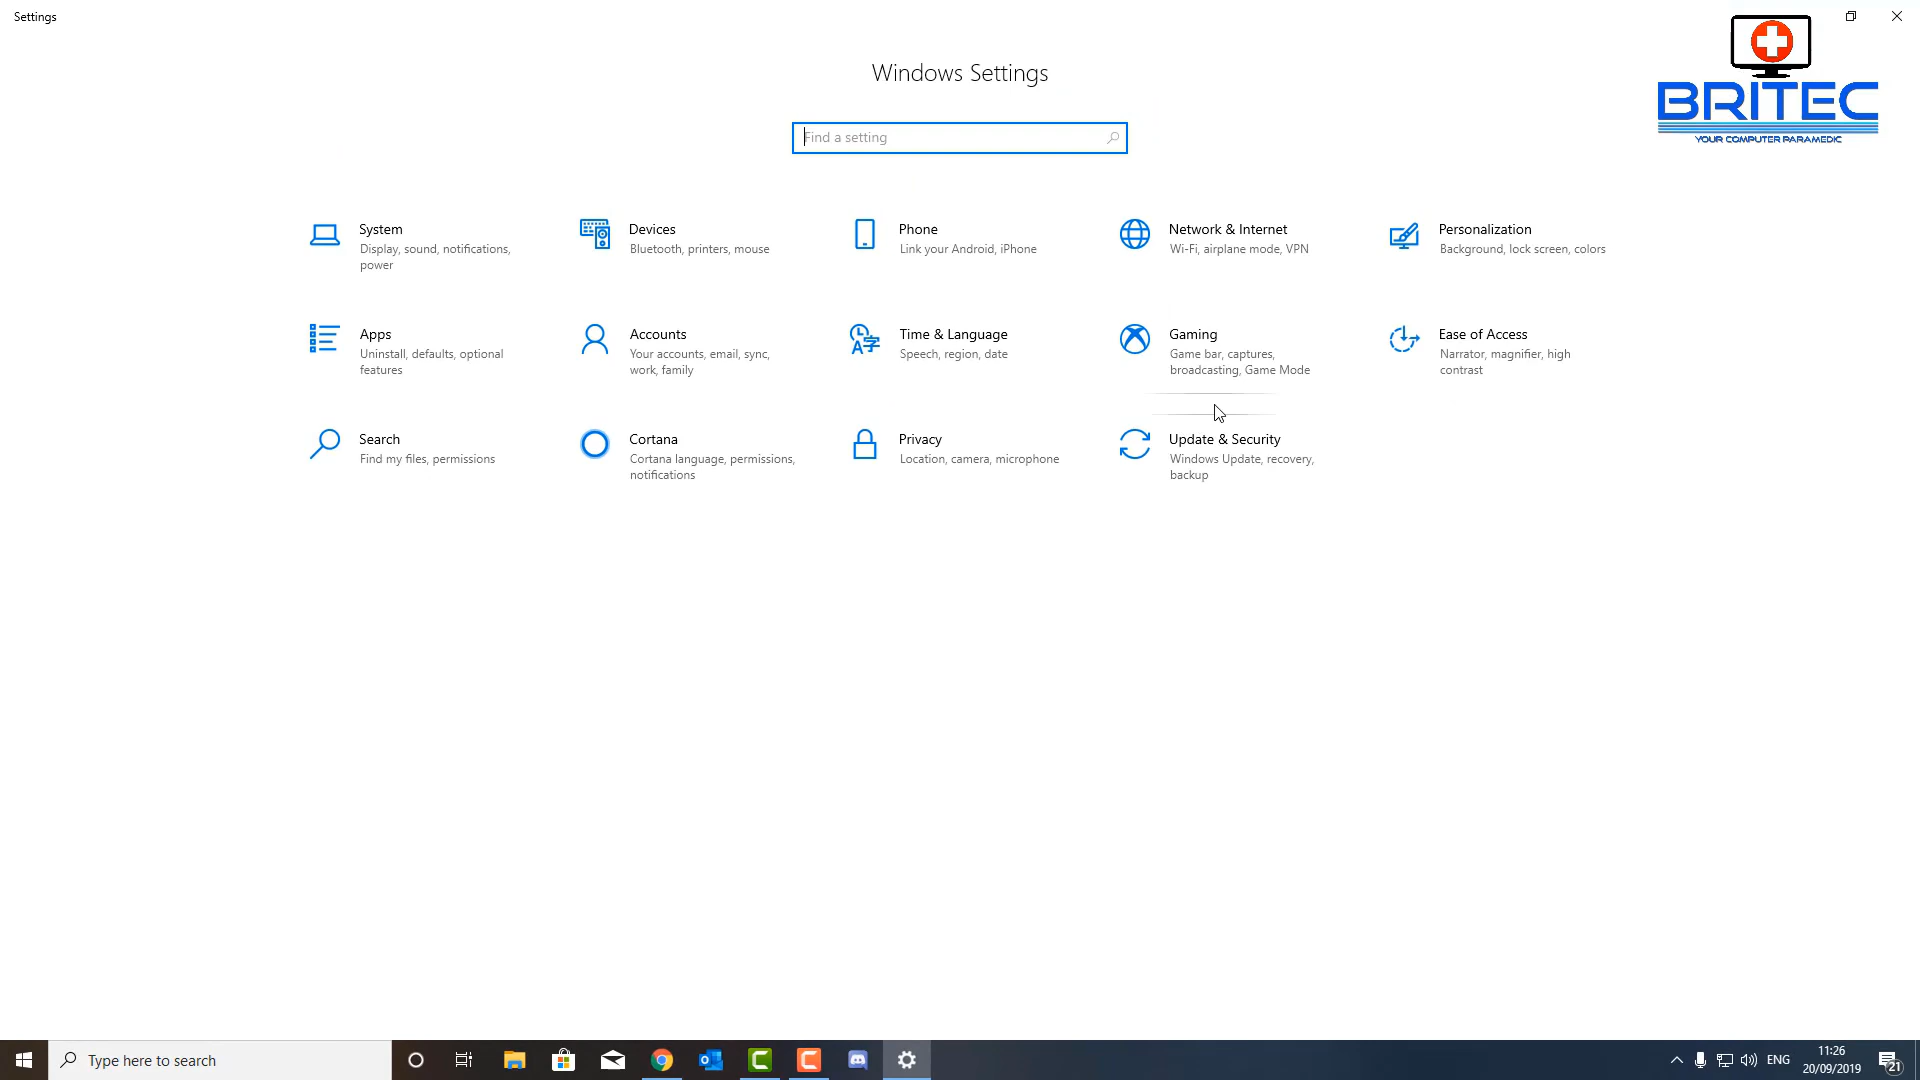 Settings
BRITEC
YOUR COMPUTER PARAMEDIC
Windows Settings
Find a setting
System
Display, sound, notifications,
power
Devices
Bluetooth, printers, mouse
Phone
Link your Android, iPhone
Network & Internet
Wi-Fi, airplane mode, VPN
Personalization
Background, lock screen, colors
Apps
Uninstall, defaults, optional
features
Accounts
Your accounts, email, sync,
work, family
Time & Language
Speech, region, date
Gaming
Game bar, captures,
broadcasting, Game Mode
Ease of Access
Narrator, magnifier, high
contrast
Search
Find my files, permissions
Cortana
Cortana language, permissions,
notifications
Privacy
Location, camera, microphone
Update & Security
Windows Update, recovery,
backup
Type here to search
ENG
11:26
20/09/2019
21